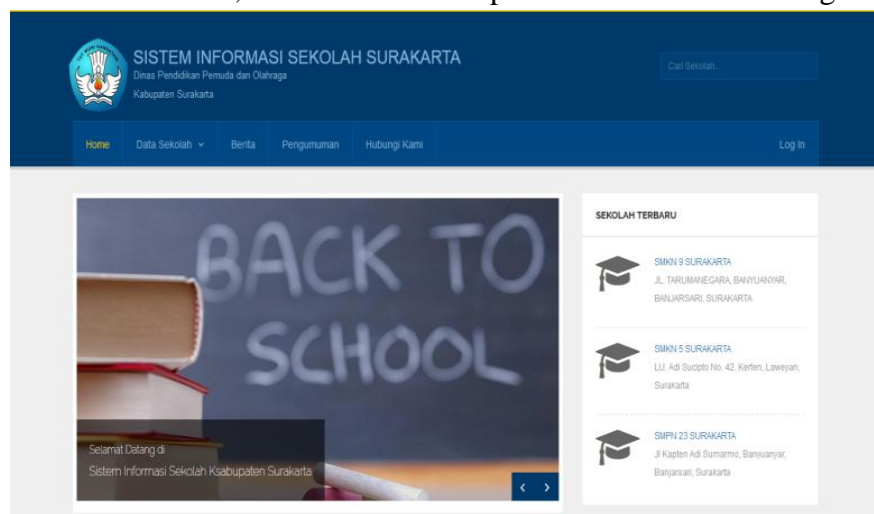 SISTEM INFORMASI SEKOLAH SURAKARTA
Dinas Pendidikan Pemuda dan Olahraga
Kabupaten Surakarta
Cari Sekolah...
Home
Data Sekolah
Berita
Pengumuman
Hubungi Kami
Log In
BACK TO
SCHOOL
Selamat Datang di
Sistem Informasi Sekolah Ksabupaten Surakarta
SEKOLAH TERBARU
SMKN 9 SURAKARTA
JL. TARUMANEGARA, BANYUANYAR,
BANJARSARI, SURAKARTA
SMKN 5 SURAKARTA
LU. Adi Sucipto No. 42. Kerten, Laweyan,
Surakarta
SMPN 23 SURAKARTA
Jl Kapten Adi Sumarmo, Banyuanyar,
Banjarsari, Surakarta